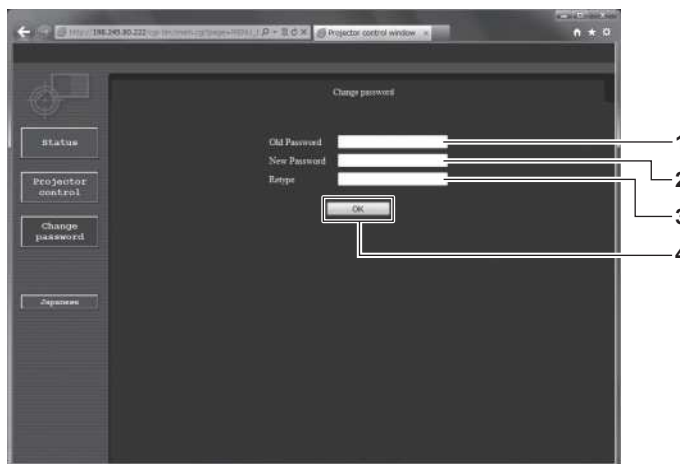 Projector control window
Change password
Status
Old Password
1
New Password
2
Projector
control
Retype
3
OK
Change
password
4
Japanese